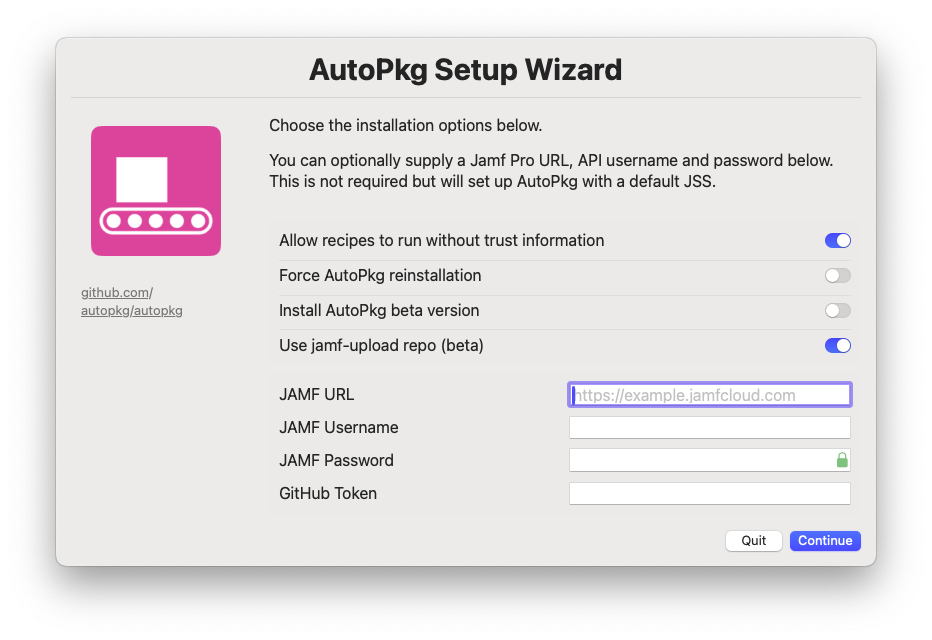 AutoPkg Setup Wizard
Choose the installation options below.
You can optionally supply a Jamf Pro URL, API username and password below.
This is not required but will set up AutoPkg with a default JSS.
github.com/
autopkg/autopkg
Allow recipes to run without trust information
Force AutoPkg reinstallation
Install AutoPkg beta version
Use jamf-upload repo (beta)
JAMF URL
https://example.jamfcloud.com
JAMF Username
JAMF Password
GitHub Token
Quit
Continue